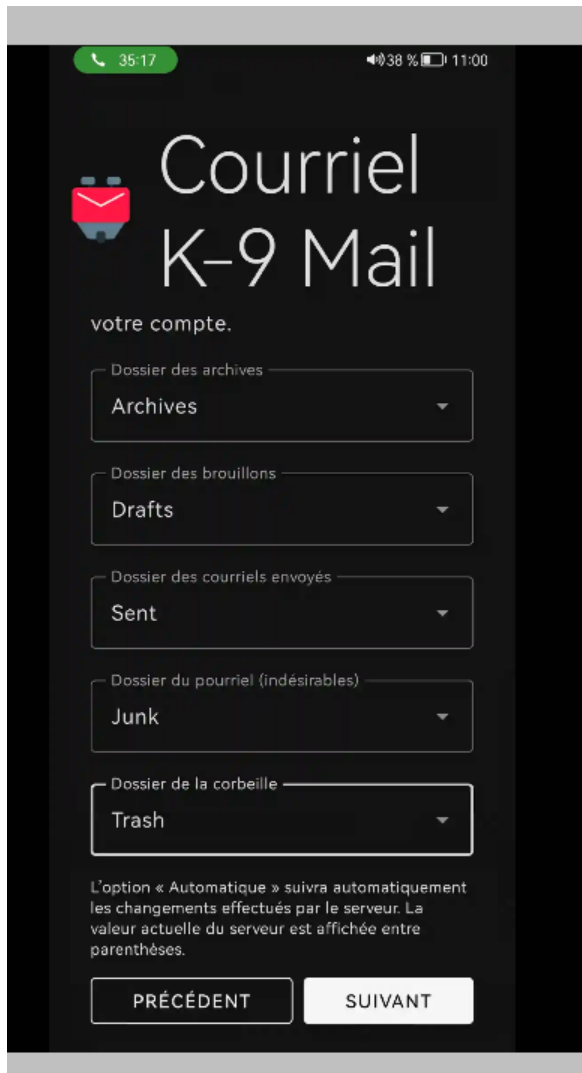 35:17
38 % 11:00
Courriel
K-9 Mail
votre compte.
Dossier des archives
Archives
Dossier des brouillons
Drafts
Dossier des courriels envoyés
Sent
Dossier du pourriel (indésirables)
Junk
Dossier de la corbeille
Trash
L'option « Automatique » suivra automatiquement
les changements effectués par le serveur. La
valeur actuelle du serveur est affichée entre
parenthèses.
PRÉCÉDENT
SUIVANT